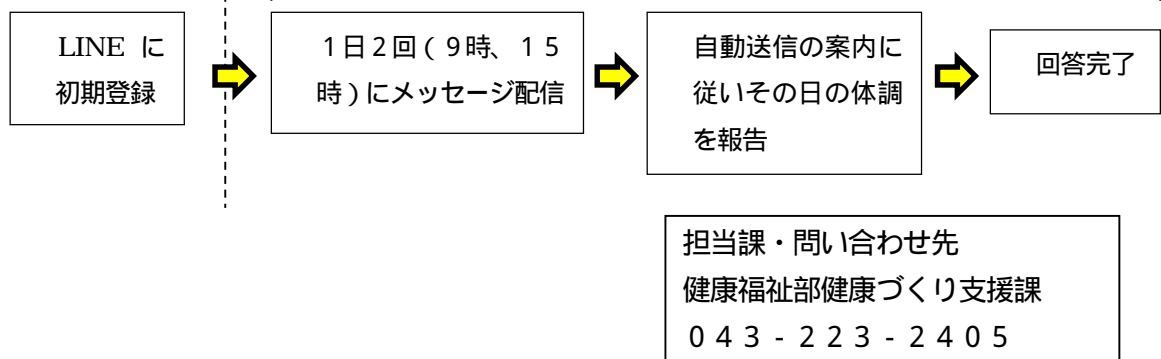 LINE に
初期登録
1日2回(9時、15
時)にメッセージ配信
自動送信の案内に
従いその日の体調
を報告
回答完了
担当課・問い合わせ先
健康福祉部健康づくり支援課
043-223-2405